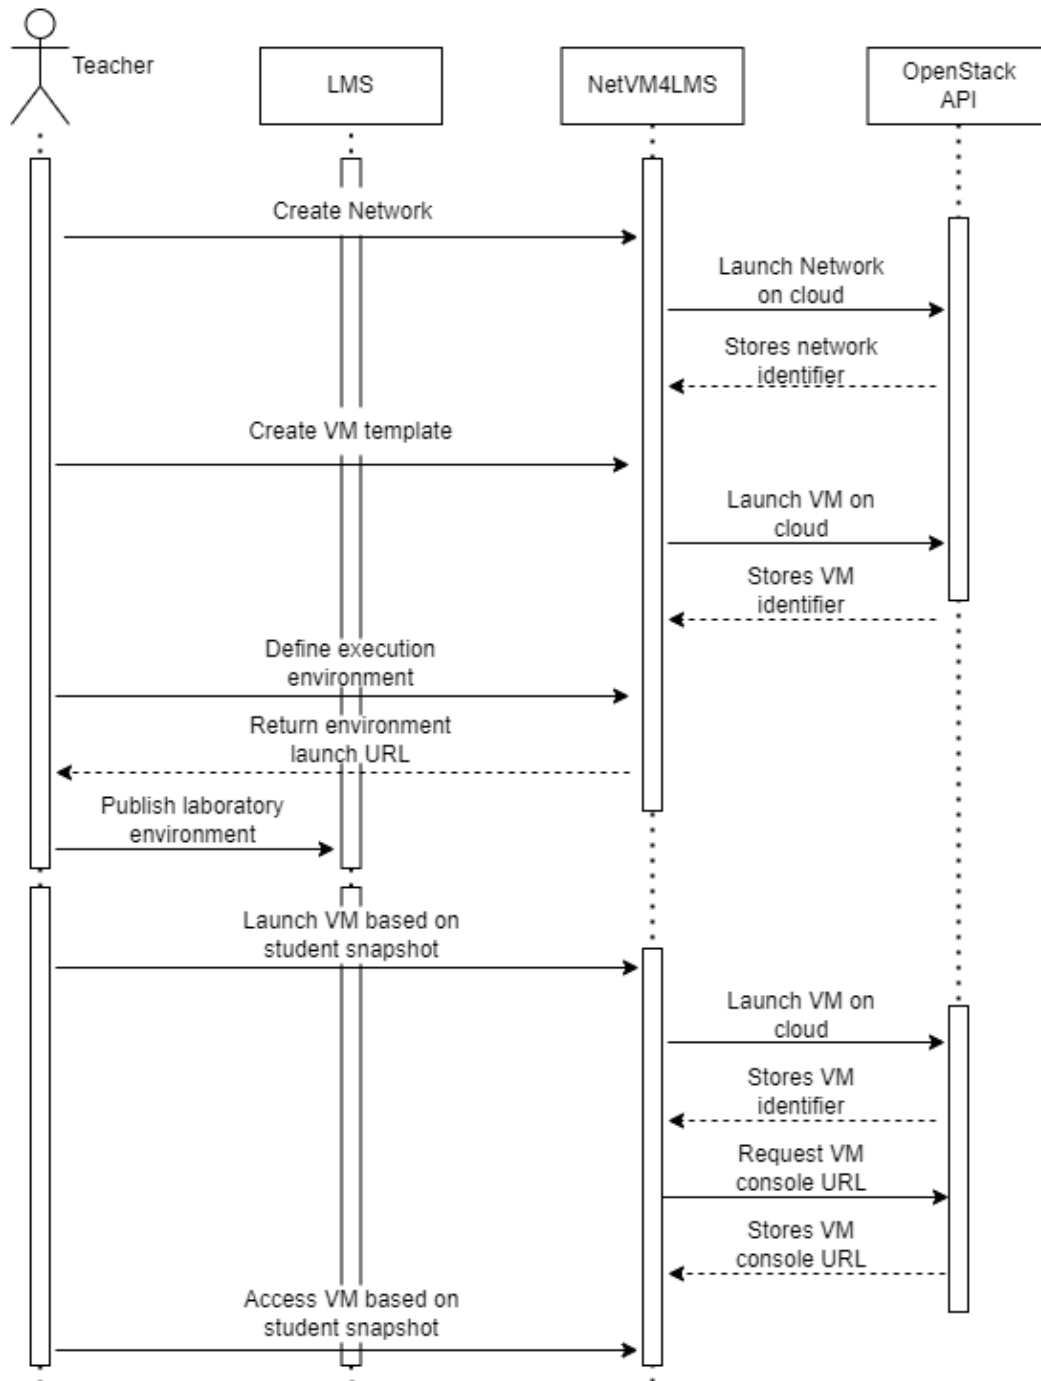 Teacher
LMS
NetVM4LMS
OpenStack
API
Create Network
Launch Network
on cloud
Stores network
identifier
Create VM template
Launch VM on
cloud
Stores VM
identifier
Define execution
environment
Return environment
launch URL
Publish laboratory
environment
Launch VM based on
student snapshot
Launch VM on
cloud
Stores VM
identifier
Request VM
console URL
Stores VM
console URL
Access VM based on
student snapshot